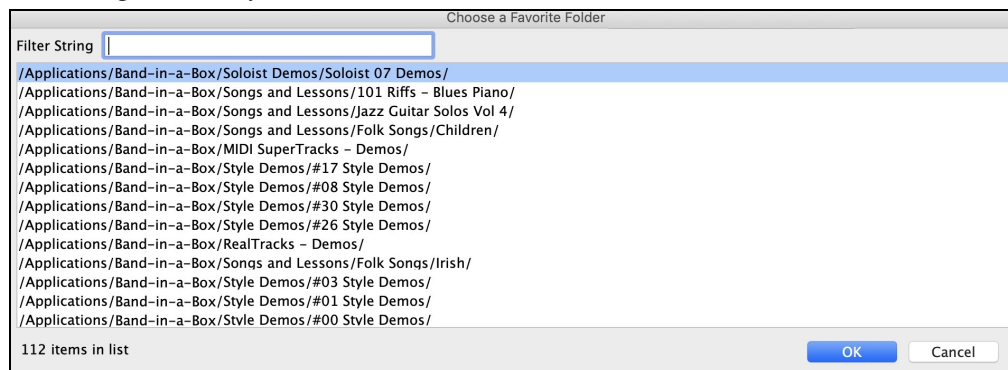 Choose a Favorite Folder
Filter String
/Applications/Band-in-a-Box/Soloist Demos/Soloist 07 Demos/
/Applications/Band-in-a-Box/Songs and Lessons/101 Riffs – Blues Piano/
/Applications/Band-in-a-Box/Songs and Lessons/Jazz Guitar Solos Vol 4/
/Applications/Band-in-a-Box/Songs and Lessons/Folk Songs/Children/
/Applications/Band-in-a-Box/MIDI SuperTracks – Demos/
/Applications/Band-in-a-Box/Style Demos/#17 Style Demos/
/Applications/Band-in-a-Box/Style Demos/#08 Style Demos/
/Applications/Band-in-a-Box/Style Demos/#30 Style Demos/
/Applications/Band-in-a-Box/Style Demos/#26 Style Demos/
/Applications/Band-in-a-Box/RealTracks – Demos/
/Applications/Band-in-a-Box/Songs and Lessons/Folk Songs/Irish/
/Applications/Band-in-a-Box/Style Demos/#03 Style Demos/
/Applications/Band-in-a-Box/Style Demos/#01 Style Demos/
/Applications/Band-in-a-Box/Style Demos/#00 Style Demos/
112 items in list
OK
Cancel